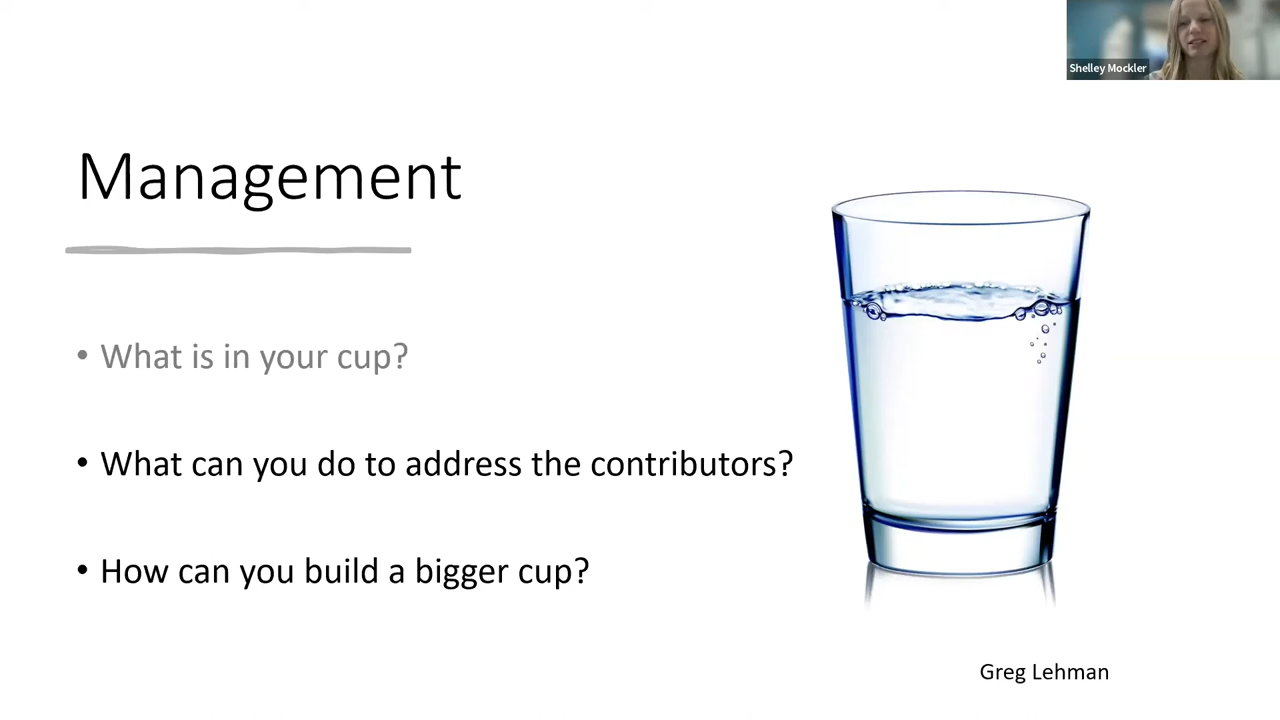 Shelley Mockler
Management
• What is in your cup?
• What can you do to address the contributors?
• How can you build a bigger cup?
Greg Lehman